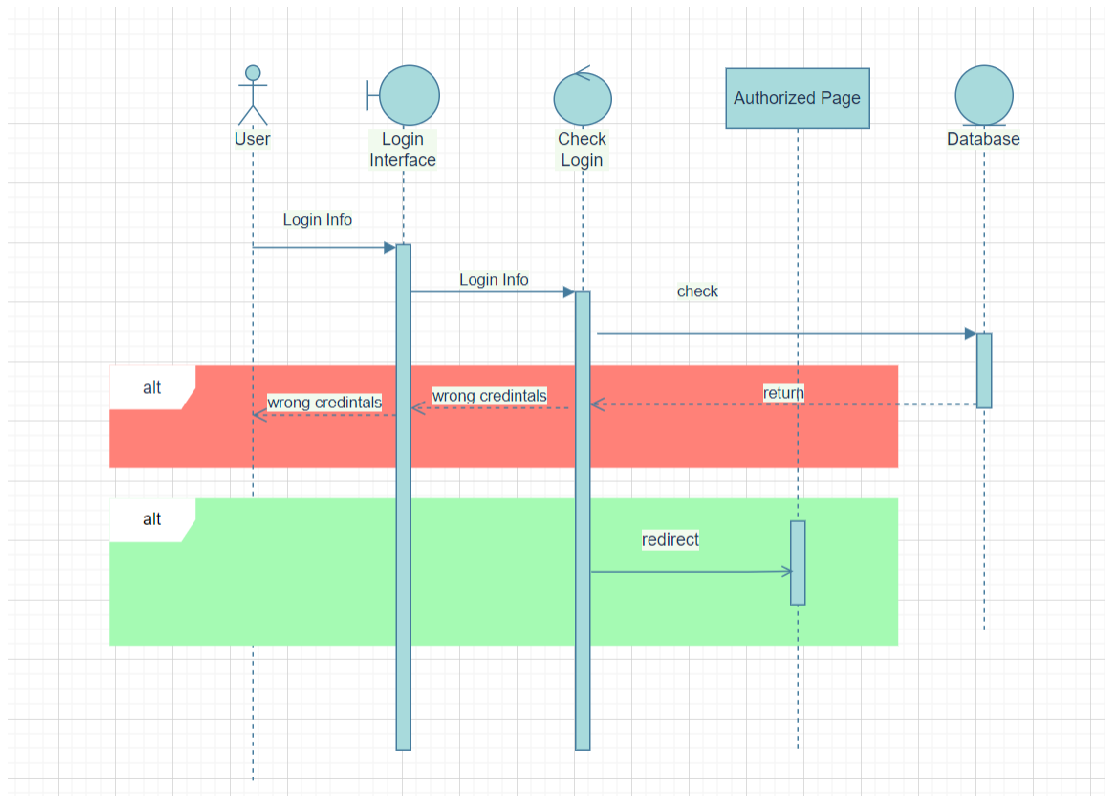 User
Login
Interface
Check
Login
Authorized Page
Database
Login Info
Login Info
check
alt
wrong crodintals
wrong credintals
return
alt
redirect